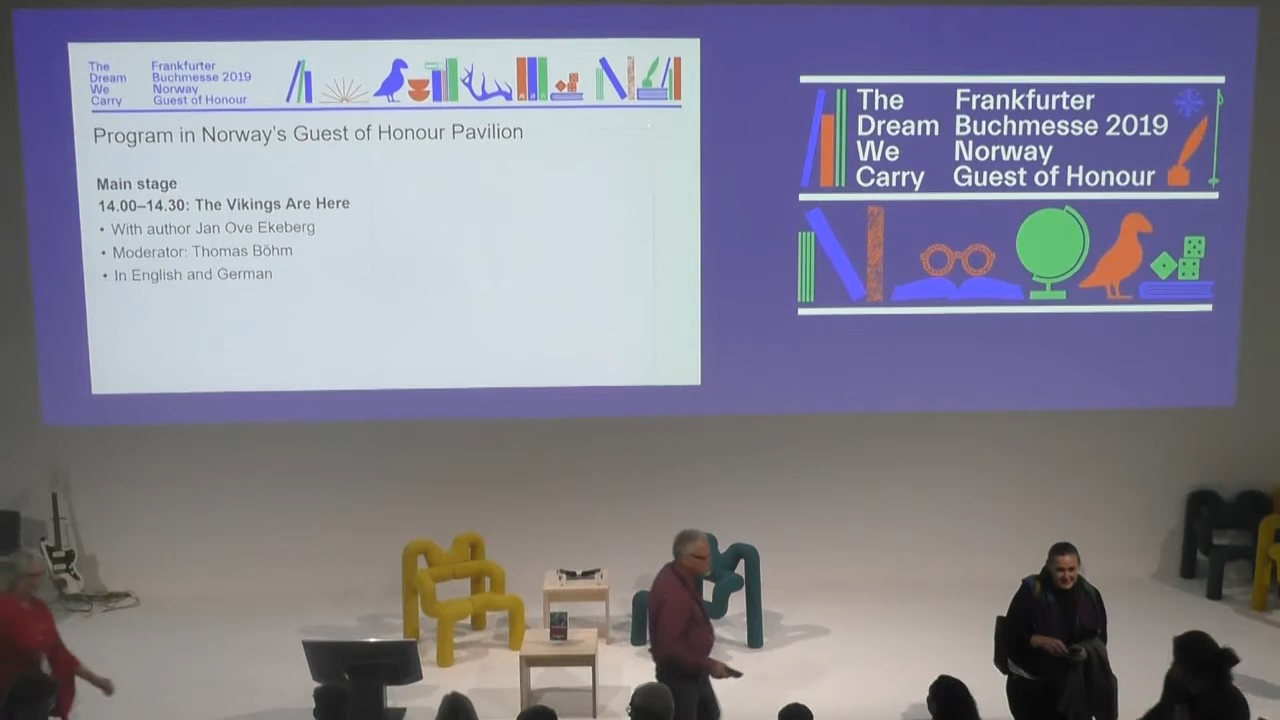 The
Dream
We
Carry
Frankfurter
Buchmesse 2019
Norway
Guest of Honour
Program in Norway's Guest of Honour Pavilion
Main stage
14.00–14.30: The Vikings Are Here
• With author Jan Ove Ekeberg
• Moderator: Thomas Böhm
• In English and German
The
Dream
We
Carry
Frankfurter
Buchmesse 2019
Norway
Guest of Honour